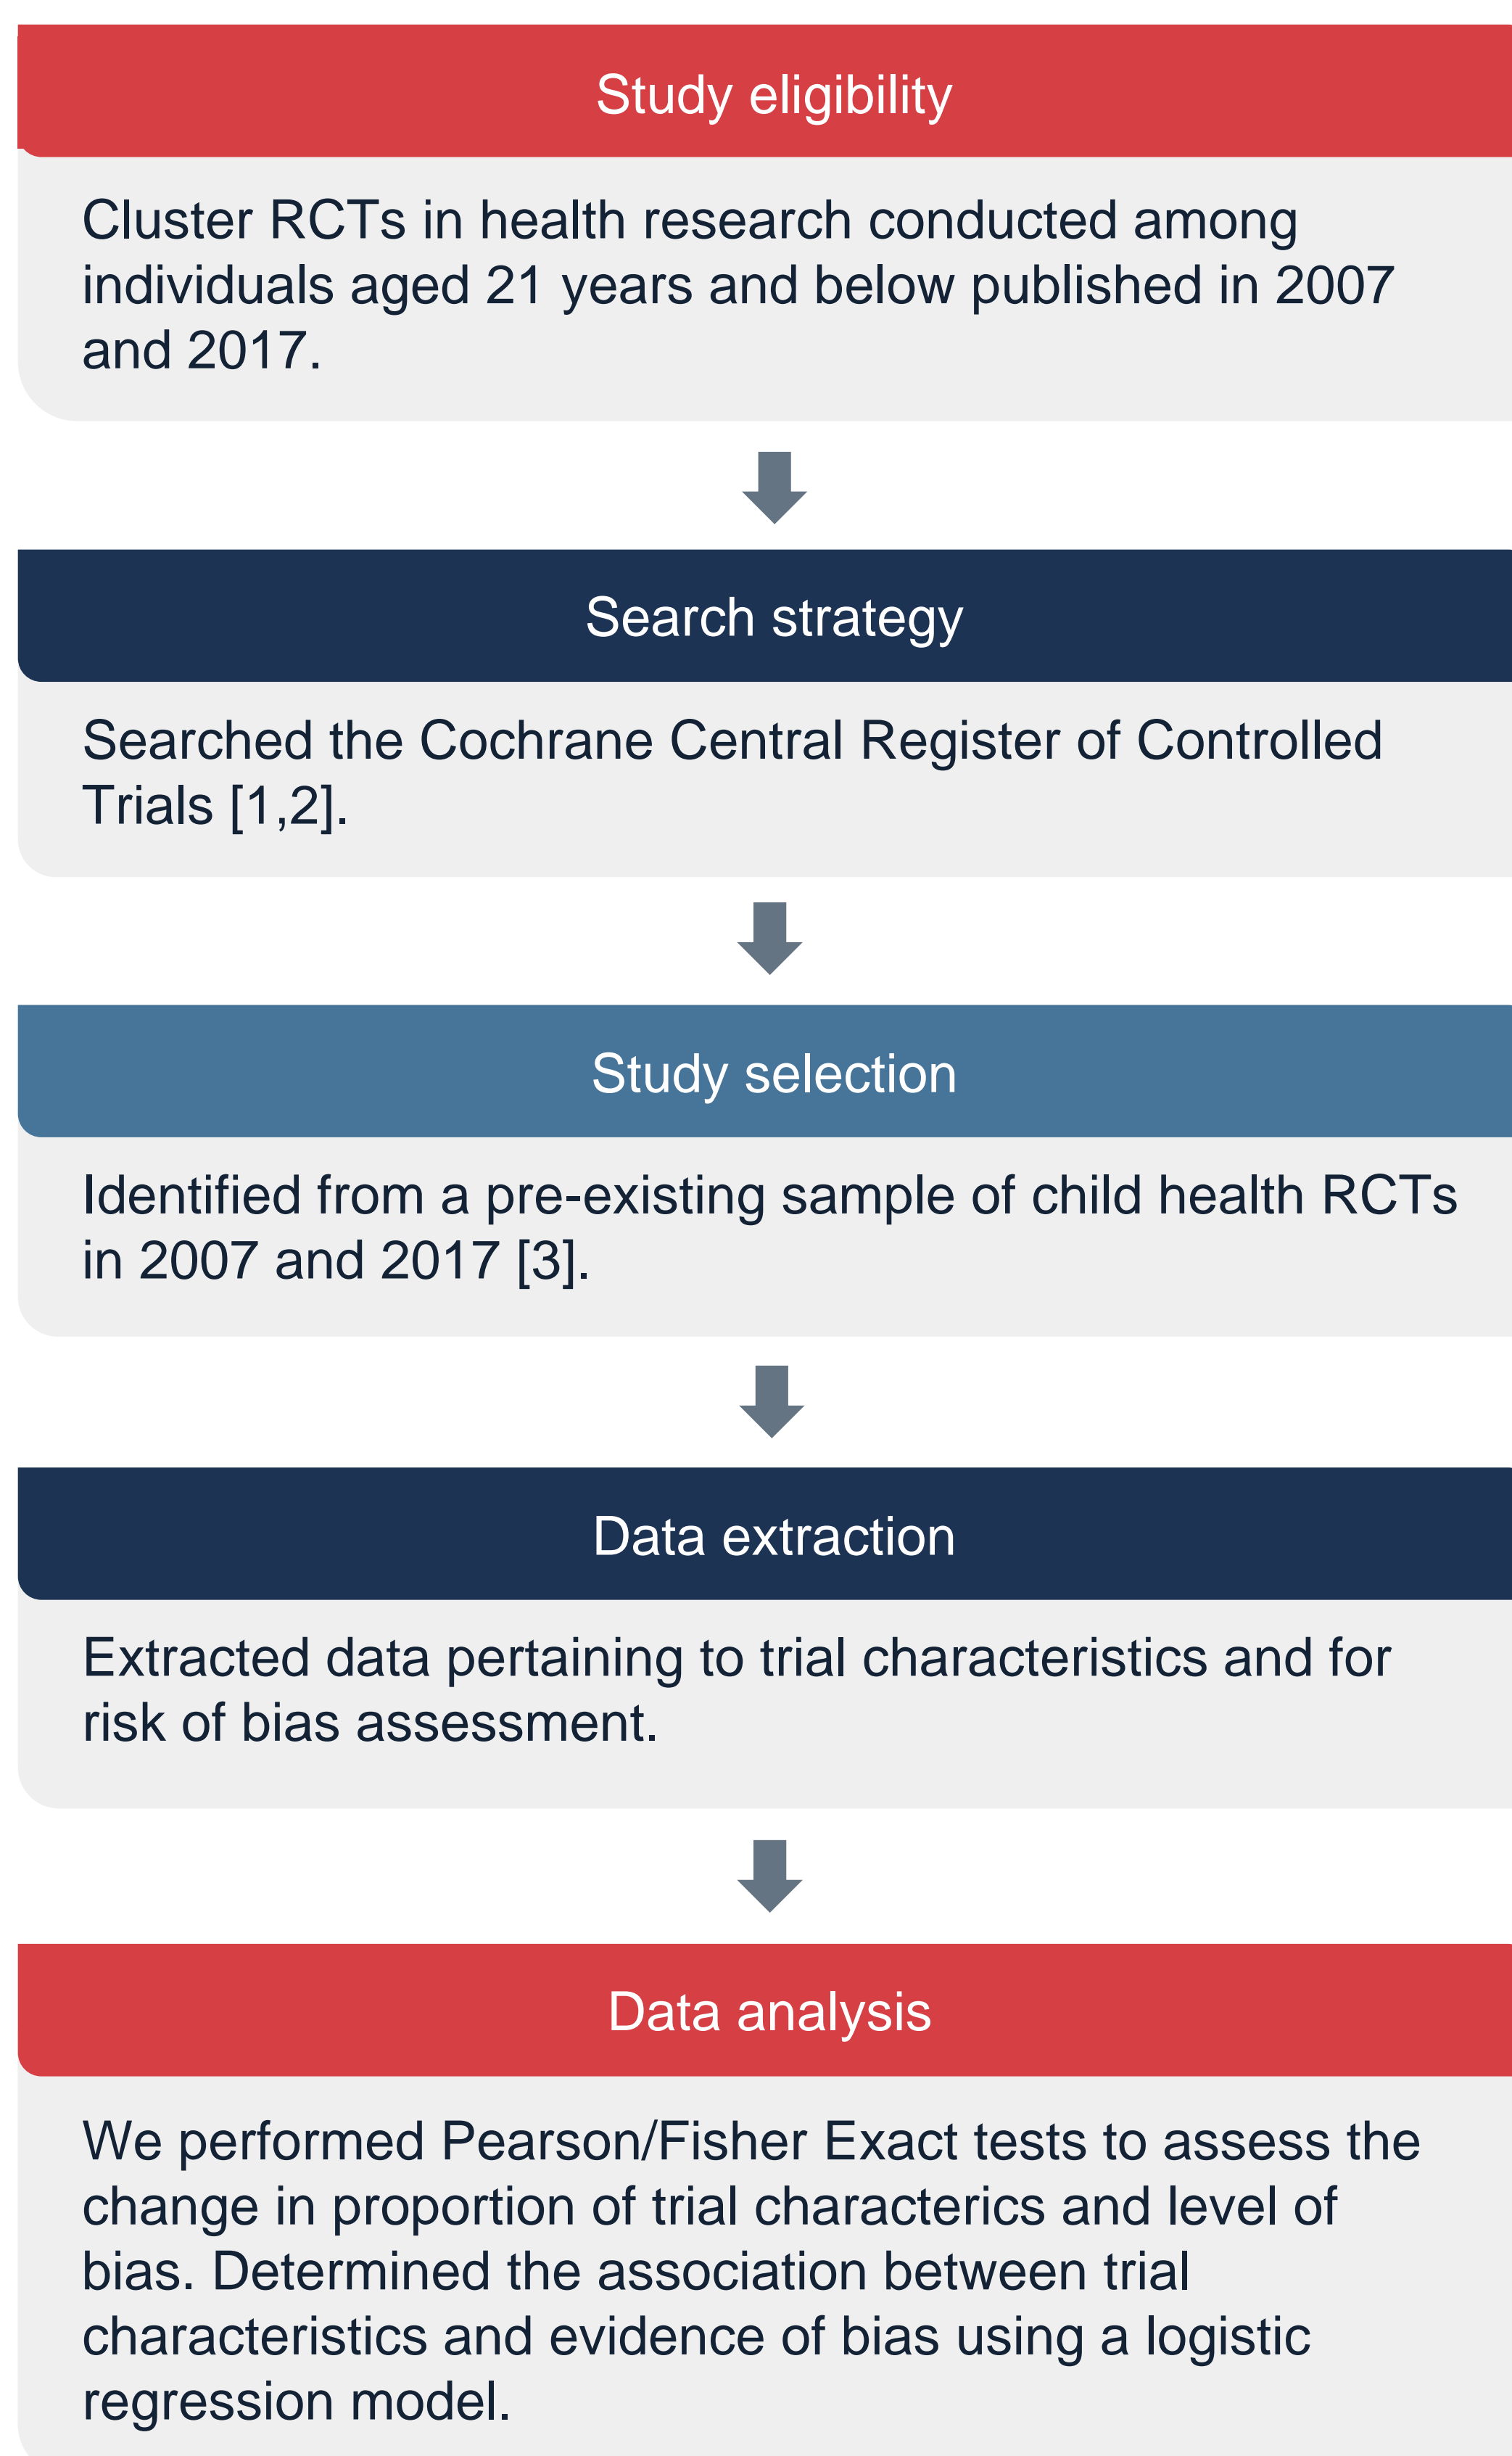 Study eligibility
Cluster RCTs in health research conducted among
individuals aged 21 years and below published in 2007
and 2017.
Search strategy
Searched the Cochrane Central Register of Controlled
Trials [1,2].
Study selection
Identified from a pre-existing sample of child health RCTs
in 2007 and 2017 [3].
Data extraction
Extracted data pertaining to trial characteristics and for
risk of bias assessment.
Data analysis
We performed Pearson/Fisher Exact tests to assess the
change in proportion of trial characterics and level of
bias. Determined the association between trial
characteristics and evidence of bias using a logistic
regression model.